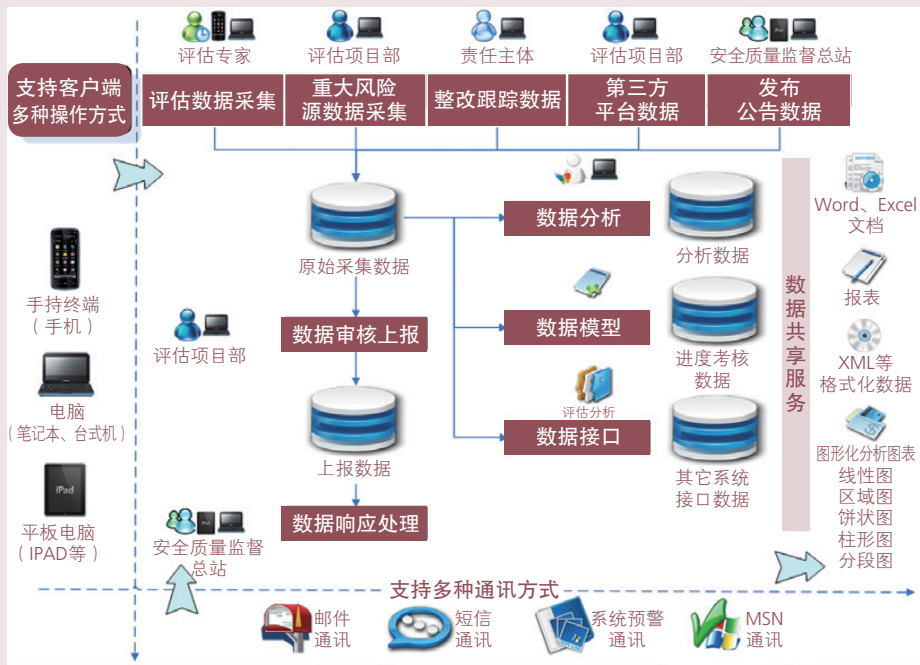 评估专家
评估项目部
责任主体
评估项目部
安全质量监督总站
支持客户端
多种操作方式
评估数据采集
重大风险
源数据采集
整改跟踪数据
第三方
平台数据
发布
公告数据
手持终端
（手机）
电脑
（笔记本、台式机）
iPad
平板电脑
（IPAD等）
评估项目部
安全质量监督
总站
原始采集数据
数据审核上报
上报数据
数据响应处理
数据分析
数据模型
评估分析
数据接口
分析数据
进度考核
数据
其它系统
接口数据
数据共享服务
Word、Excel
文档
报表
XML等
格式化数据
图形化分析图表
线性图
区域图
饼状图
柱形图
分段图
支持多种通讯方式
邮件
通讯
短信
通讯
系统预警
通讯
MSN
通讯